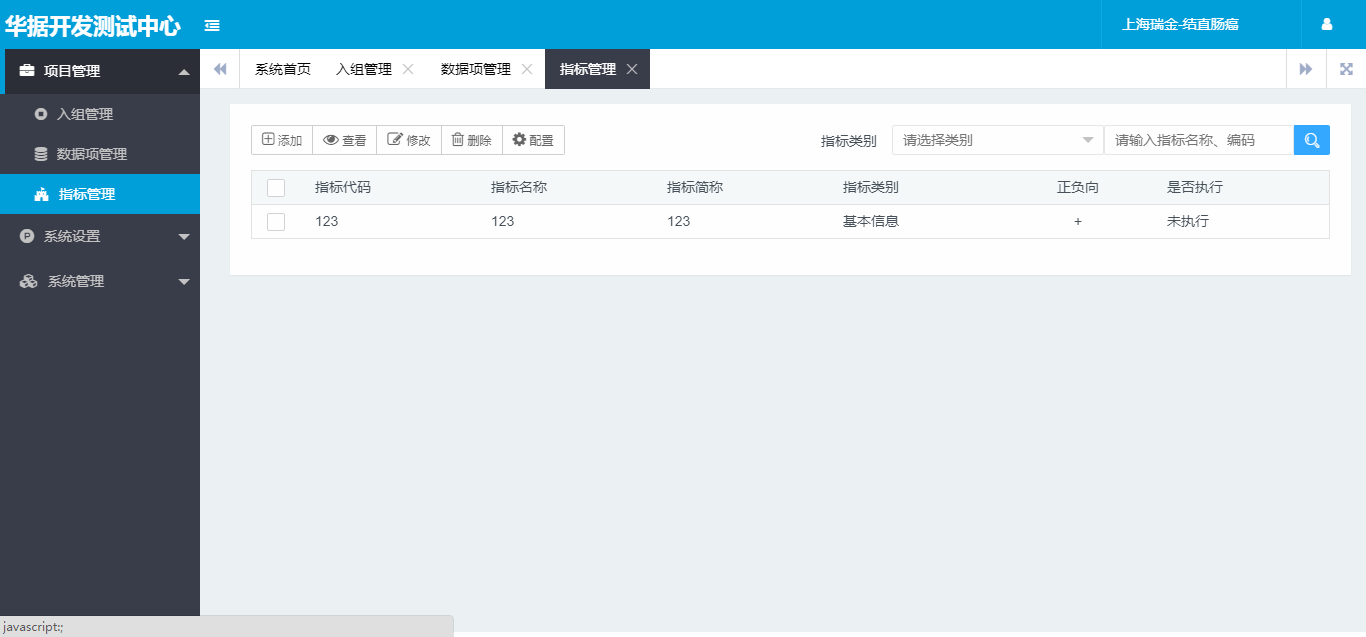 华据开发测试中心
上海瑞金-结直肠癌
项目管理
入组管理
数据项管理
指标管理
系统设置
系统管理
系统首页 入组管理 数据项管理 指标管理
添加 查看 修改 删除 配置 指标类别 请选择类别 请输入指标名称、编码
指标代码 指标名称 指标简称 指标类别 正负向 是否执行
123 123 123 基本信息 + 未执行
javascript:;